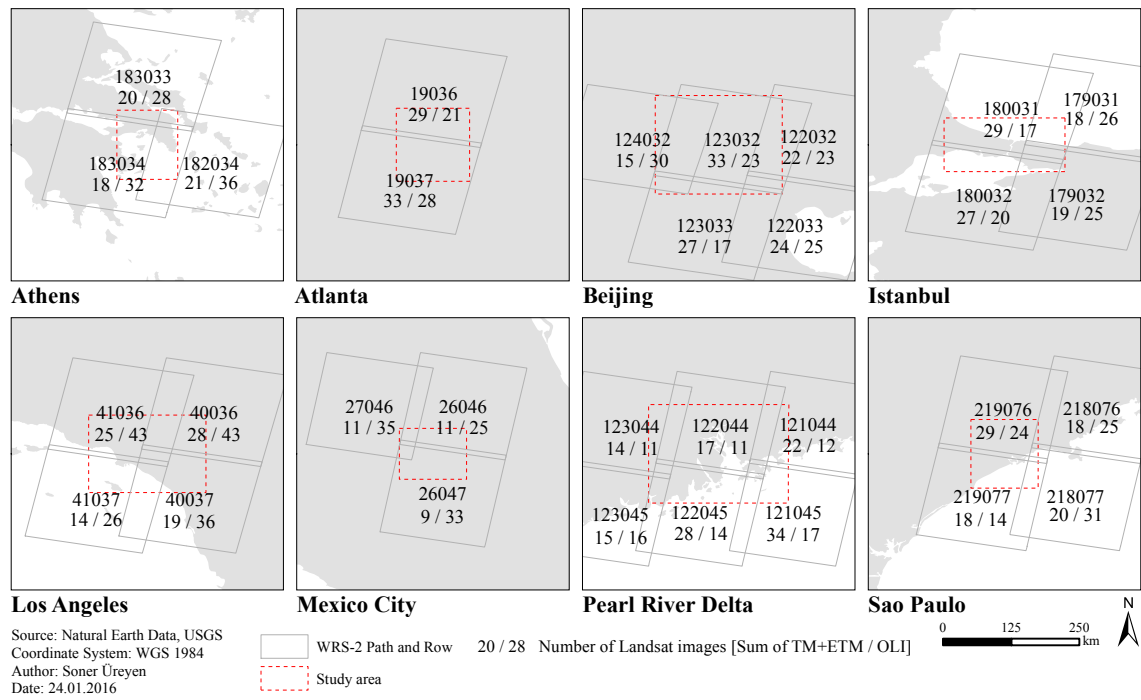 183033
20 / 28
183034
18 / 32
182034
21 / 36
Athens
19036
29 / 21
19037
33 / 28
Atlanta
124032
15 / 30
123032
33 / 23
122032
22 / 23
123033
27 / 17
122033
24 / 25
Beijing
180031
29 / 17
179031
18 / 26
180032
27 / 20
179032
19 / 25
Istanbul
41036
25 / 43
40036
28 / 43
41037
14 / 26
40037
19 / 36
Los Angeles
27046
11 / 35
26046
11 / 25
26047
9 / 33
Mexico City
123044
14 / 11
122044
17 / 11
121044
22 / 12
123045
15 / 16
122045
28 / 14
121045
34 / 17
Pearl River Delta
219076
29 / 24
218076
18 / 25
219077
18 / 14
218077
20 / 31
Sao Paulo
Source: Natural Earth Data, USGS
Coordinate System: WGS 1984
Author: Soner Üreyen
Date: 24.01.2016
WRS-2 Path and Row
Study area
20 / 28 Number of Landsat images [Sum of TM+ETM / OLI]
0 125 250
km
N